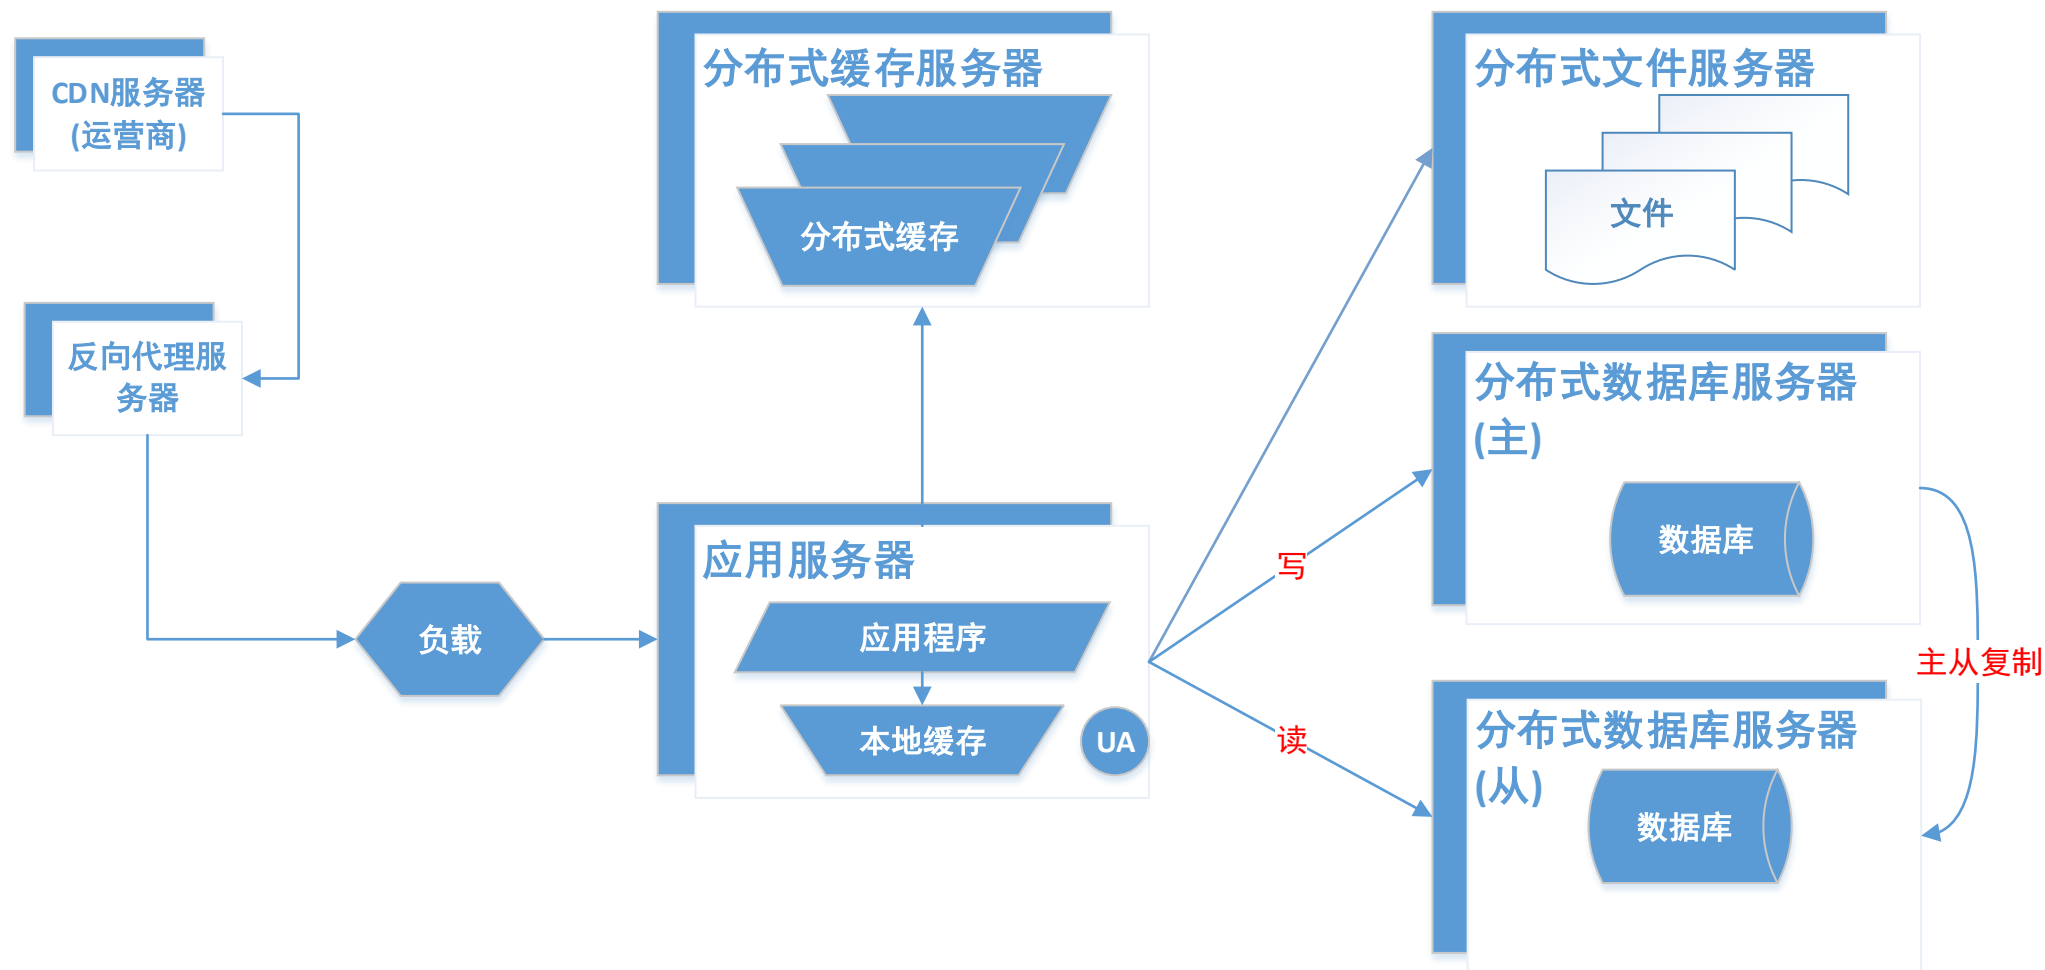 CDN服务器
(运营商)
反向代理服
务器
负载
分布式缓存服务器
分布式缓存
应用服务器
应用程序
本地缓存
UA
写
读
分布式文件服务器
文件
分布式数据库服务器
(主)
数据库
主从复制
分布式数据库服务器
(从)
数据库